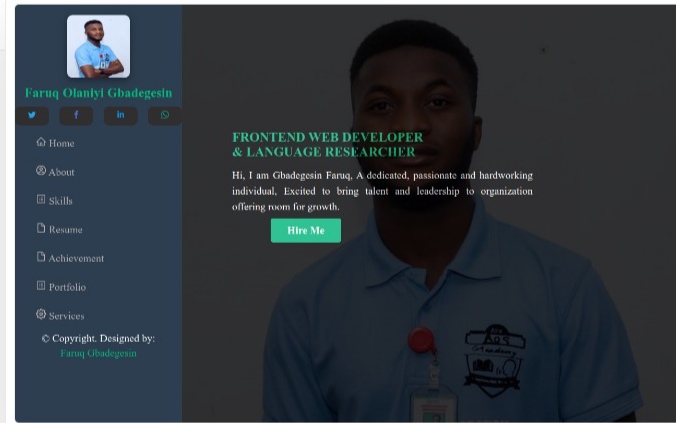 Faruq Olaniyi Gbadegesin
Home
About
Skills
Resume
Achievement
Portfolio
Services
© Copyright. Designed by:
Faruq Gbadegesin
FRONTEND WEB DEVELOPER
& LANGUAGE RESEARCHER
Hi, I am Gbadegesin Faruq, A dedicated, passionate and hardworking
individual, Excited to bring talent and leadership to organization
offering room for growth.
Hire Me